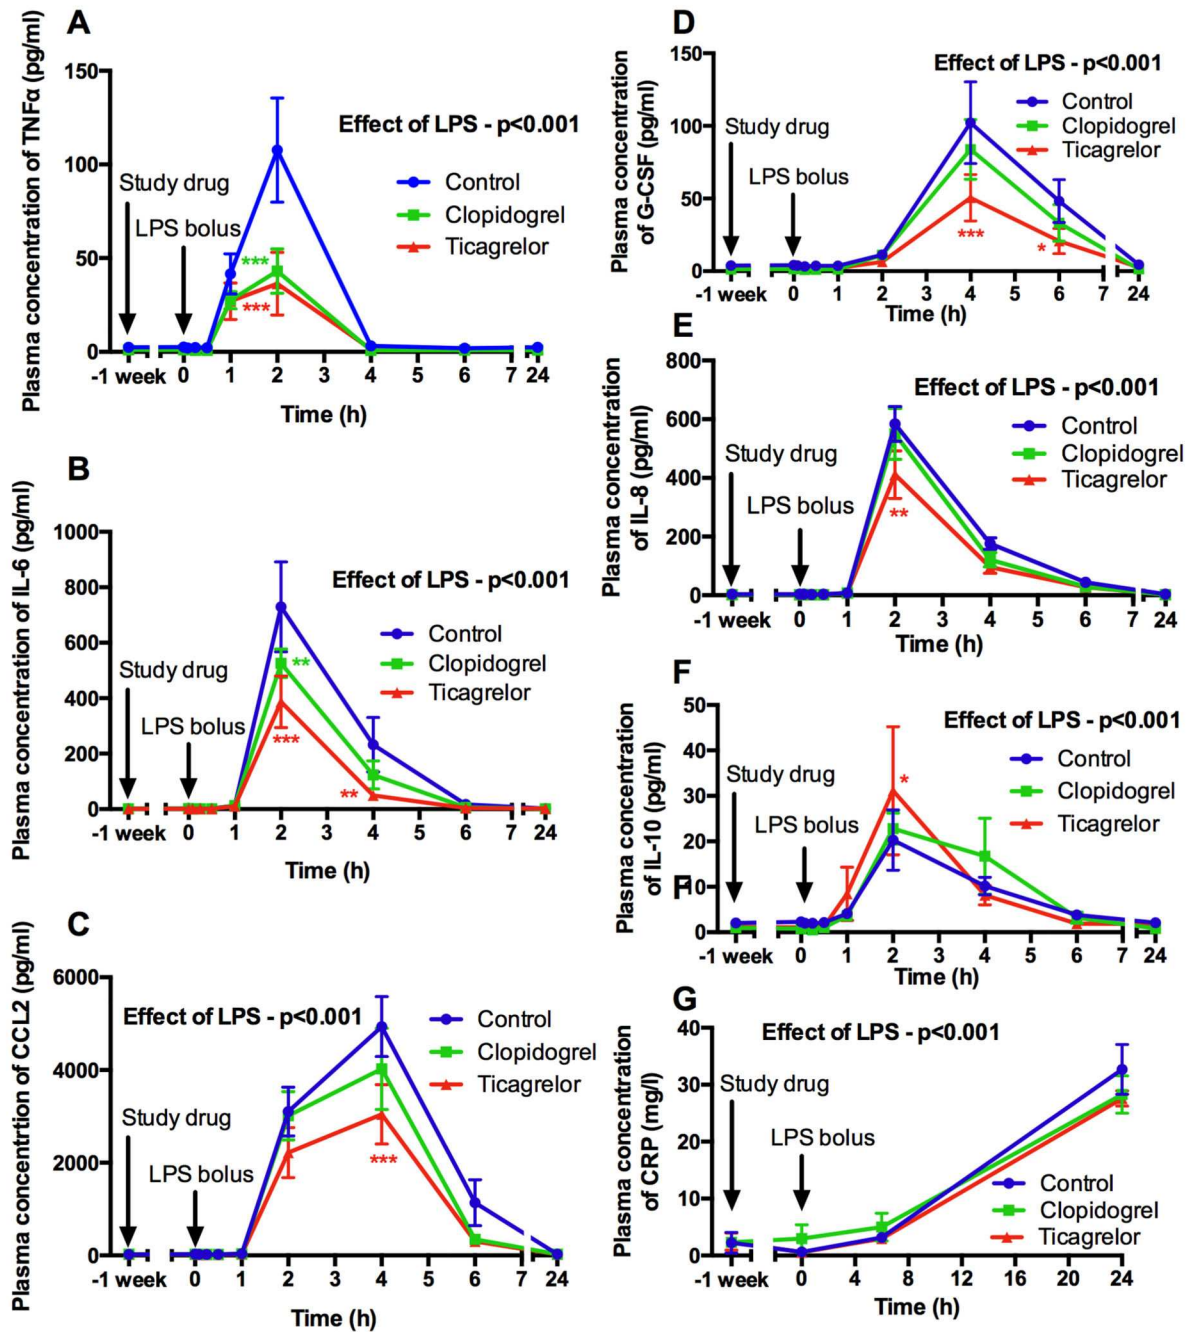 A
Plasma concentration of TNFα (pg/ml)
150
100
50
0
Effect of LPS - p<0.001
Study drug
LPS bolus
Control
Clopidogrel
Ticagrelor
***
***
-1 week 0 1 2 3 4 5 6 7 24
Time (h)
B
Plasma concentration of IL-6 (pg/ml)
1000
800
600
400
200
0
Effect of LPS - p<0.001
Study drug
LPS bolus
Control
Clopidogrel
Ticagrelor
**
***
**
-1 week 0 1 2 3 4 5 6 7 24
Time (h)
C
Plasma concentrtion of CCL2 (pg/ml)
6000
4000
2000
0
Effect of LPS - p<0.001
Study drug
LPS bolus
Control
Clopidogrel
Ticagrelor
***
-1 week 0 1 2 3 4 5 6 7 24
Time (h)
D
Plasma concentration
of G-CSF (pg/ml)
150
100
50
0
Effect of LPS - p<0.001
Study drug
LPS bolus
Control
Clopidogrel
Ticagrelor
***
*
-1 week 0 1 2 3 4 5 6 7 24
Time (h)
E
Plasma concentration
of IL-8 (pg/ml)
800
600
400
200
0
Effect of LPS - p<0.001
Study drug
LPS bolus
Control
Clopidogrel
Ticagrelor
**
-1 week 0 1 2 3 4 5 6 7 24
Time (h)
F
Plasma concentration
of IL-10 (pg/ml)
50
40
30
20
10
0
F
Effect of LPS - p<0.001
Study drug
LPS bolus
Control
Clopidogrel
Ticagrelor
*
-1 week 0 1 2 3 4 5 6 7 24
Time (h)
G
Plasma concentration
of CRP (mg/l)
40
30
20
10
0
Effect of LPS - p<0.001
Study drug
LPS bolus
Control
Clopidogrel
Ticagrelor
-1 week 0 4 8 12 16 20 24
Time (h)